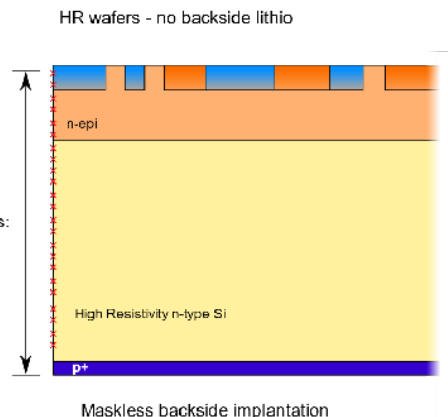 HR wafers - no backside lithio
n-epi
s:
High Resistivity n-type Si
p+
Maskless backside implantation